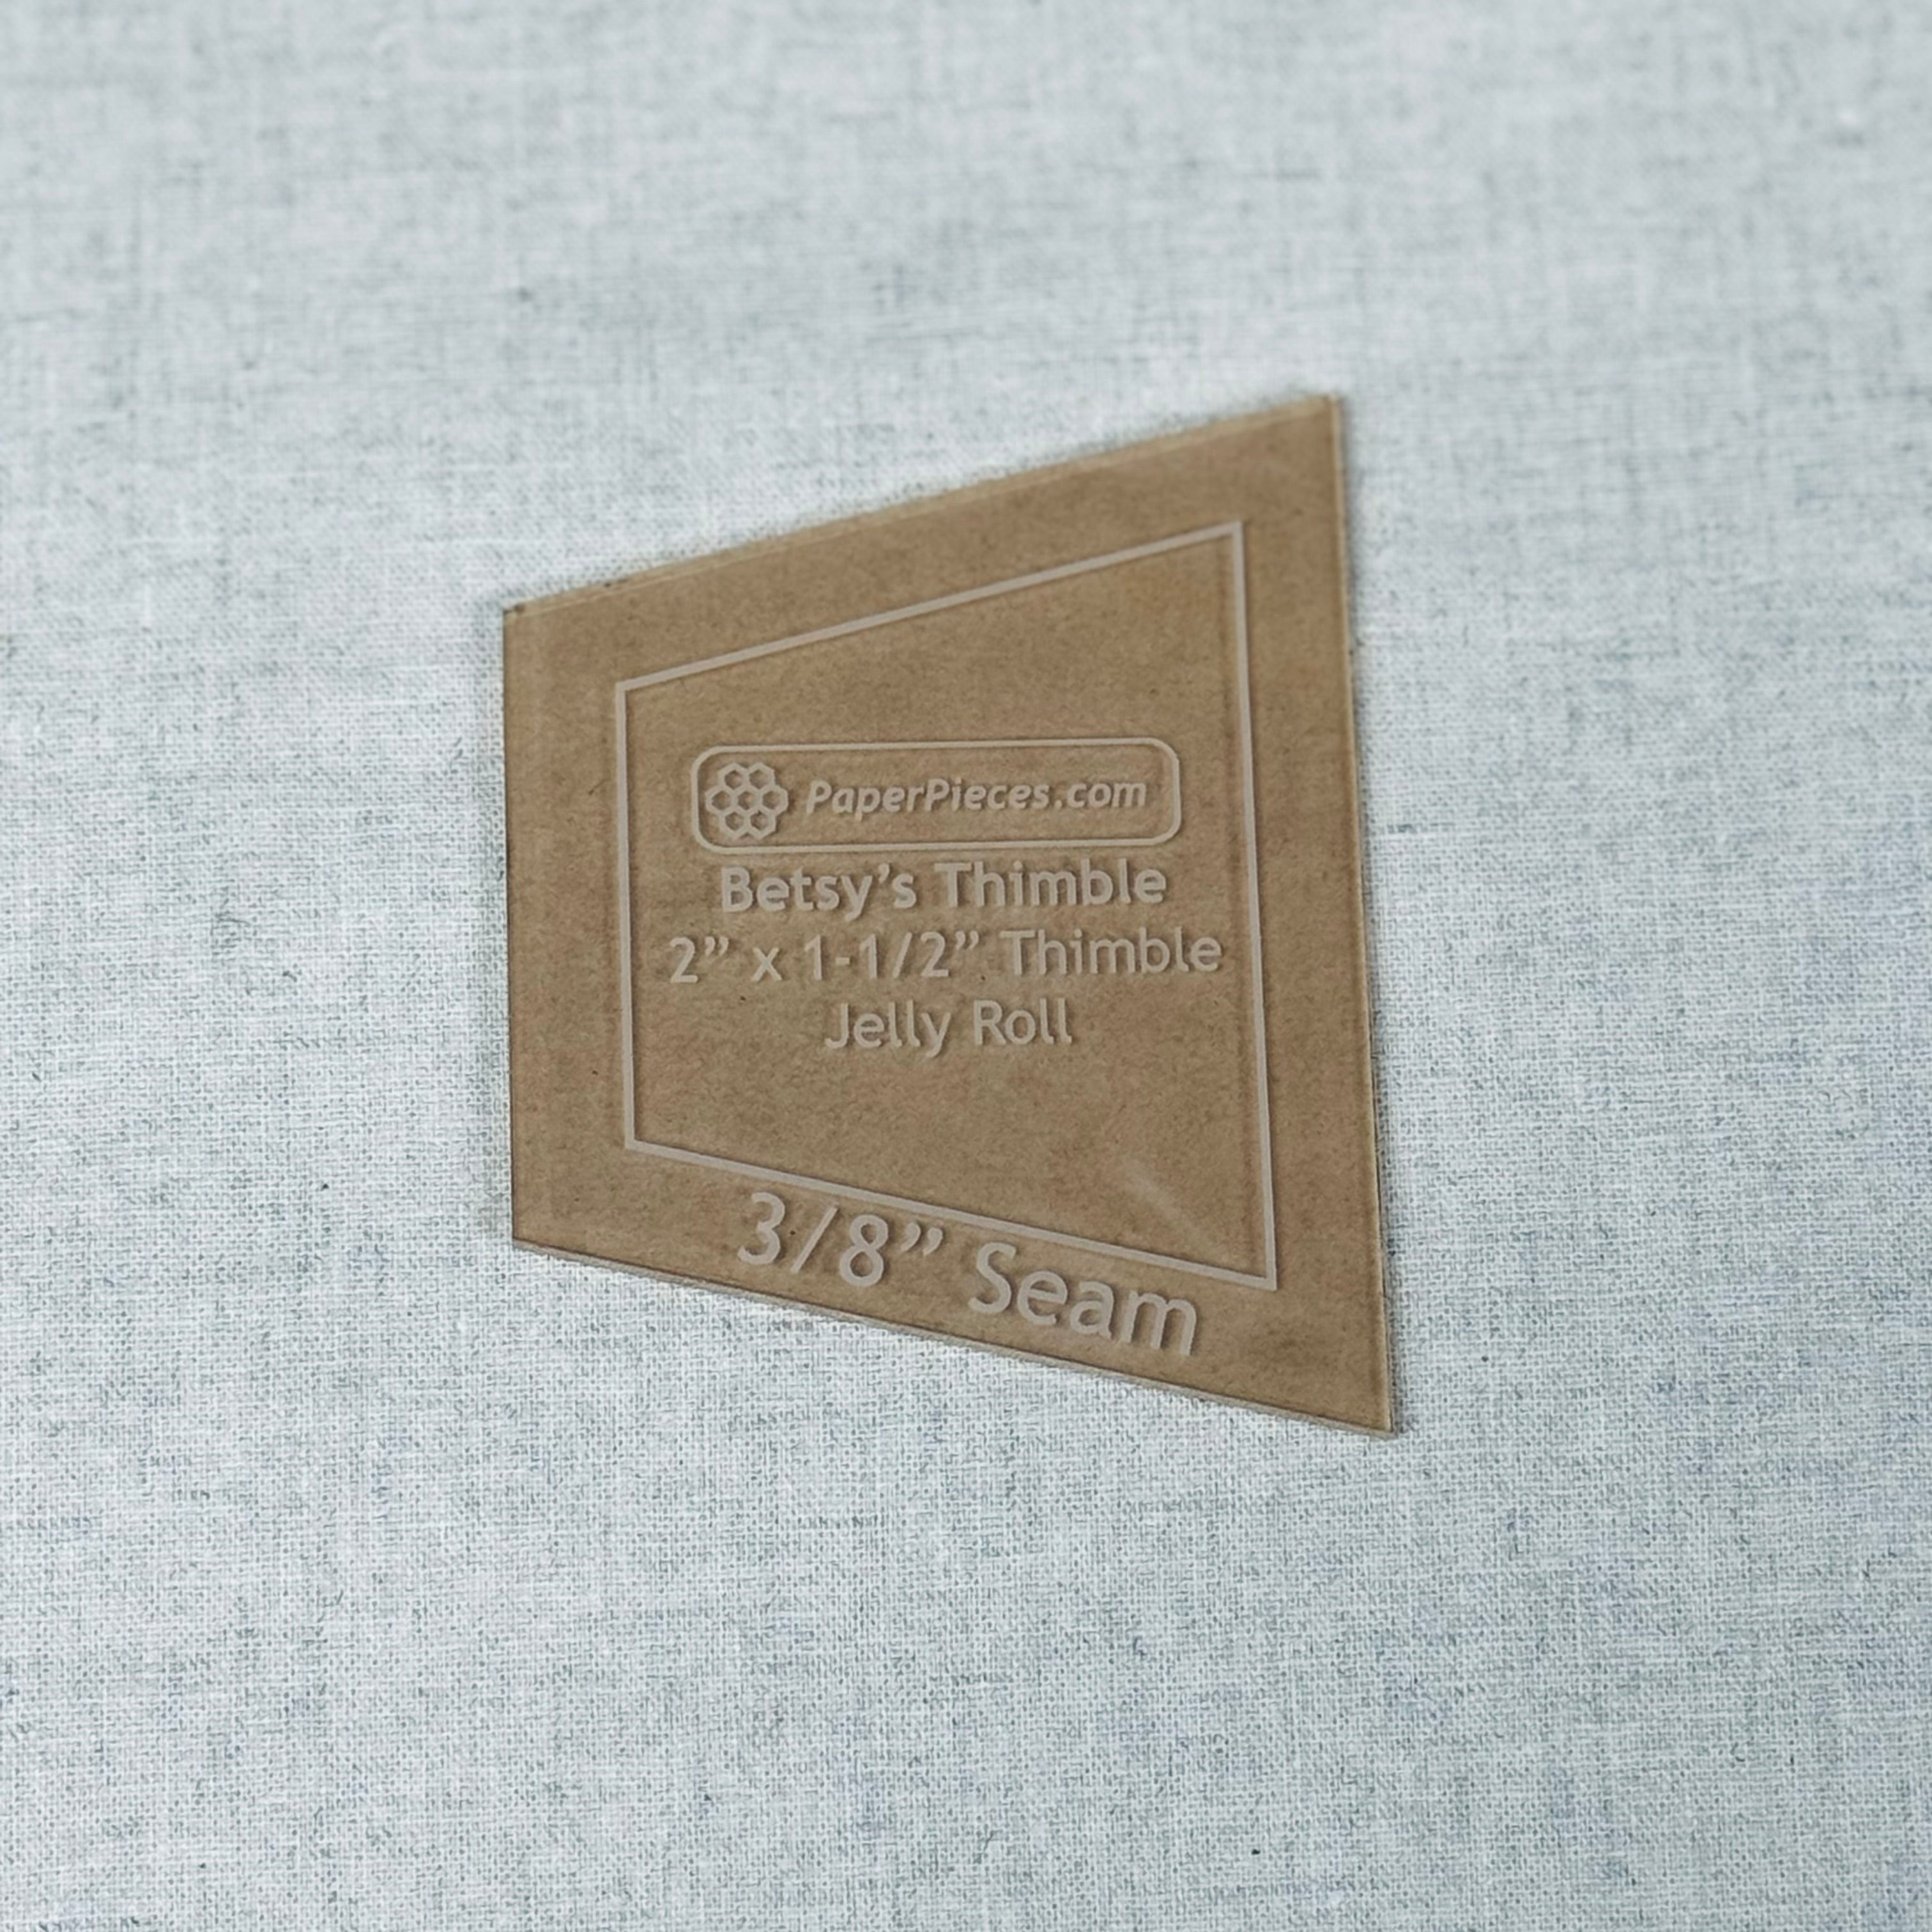 PaperPieces.com
Betsy’s Thimble
2” x 1-1/2” Thimble
Jelly Roll
3/8” Seam